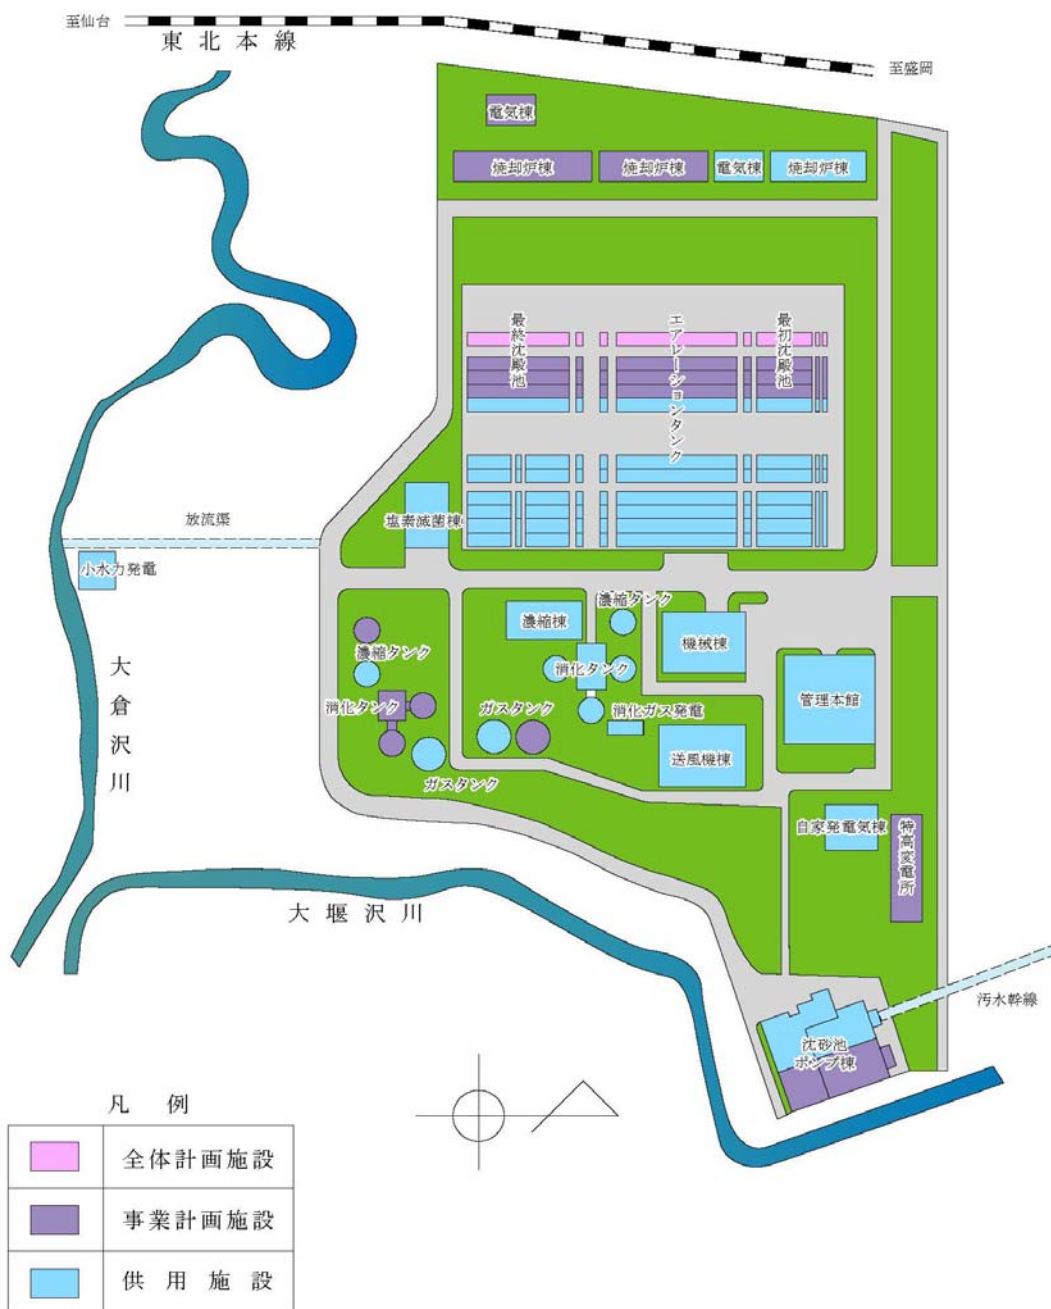 至仙台
東北本線
至盛岡
電気棟
焼却炉棟
焼却炉棟
電気棟
焼却炉棟
最終沈殿池
エアレーションタンク
最初沈殿池
塩素滅菌棟
放流渠
小水力発電
濃縮タンク
濃縮棟
機械棟
濃縮タンク
消化タンク
管理本館
消化タンク
ガスタンク
消化ガス発電
送風機棟
ガスタンク
大倉沢川
自家発電気棟
特高変電所
大堰沢川
汚水幹線
沈砂池
ポンプ棟
凡例
全体計画施設
事業計画施設
供用施設